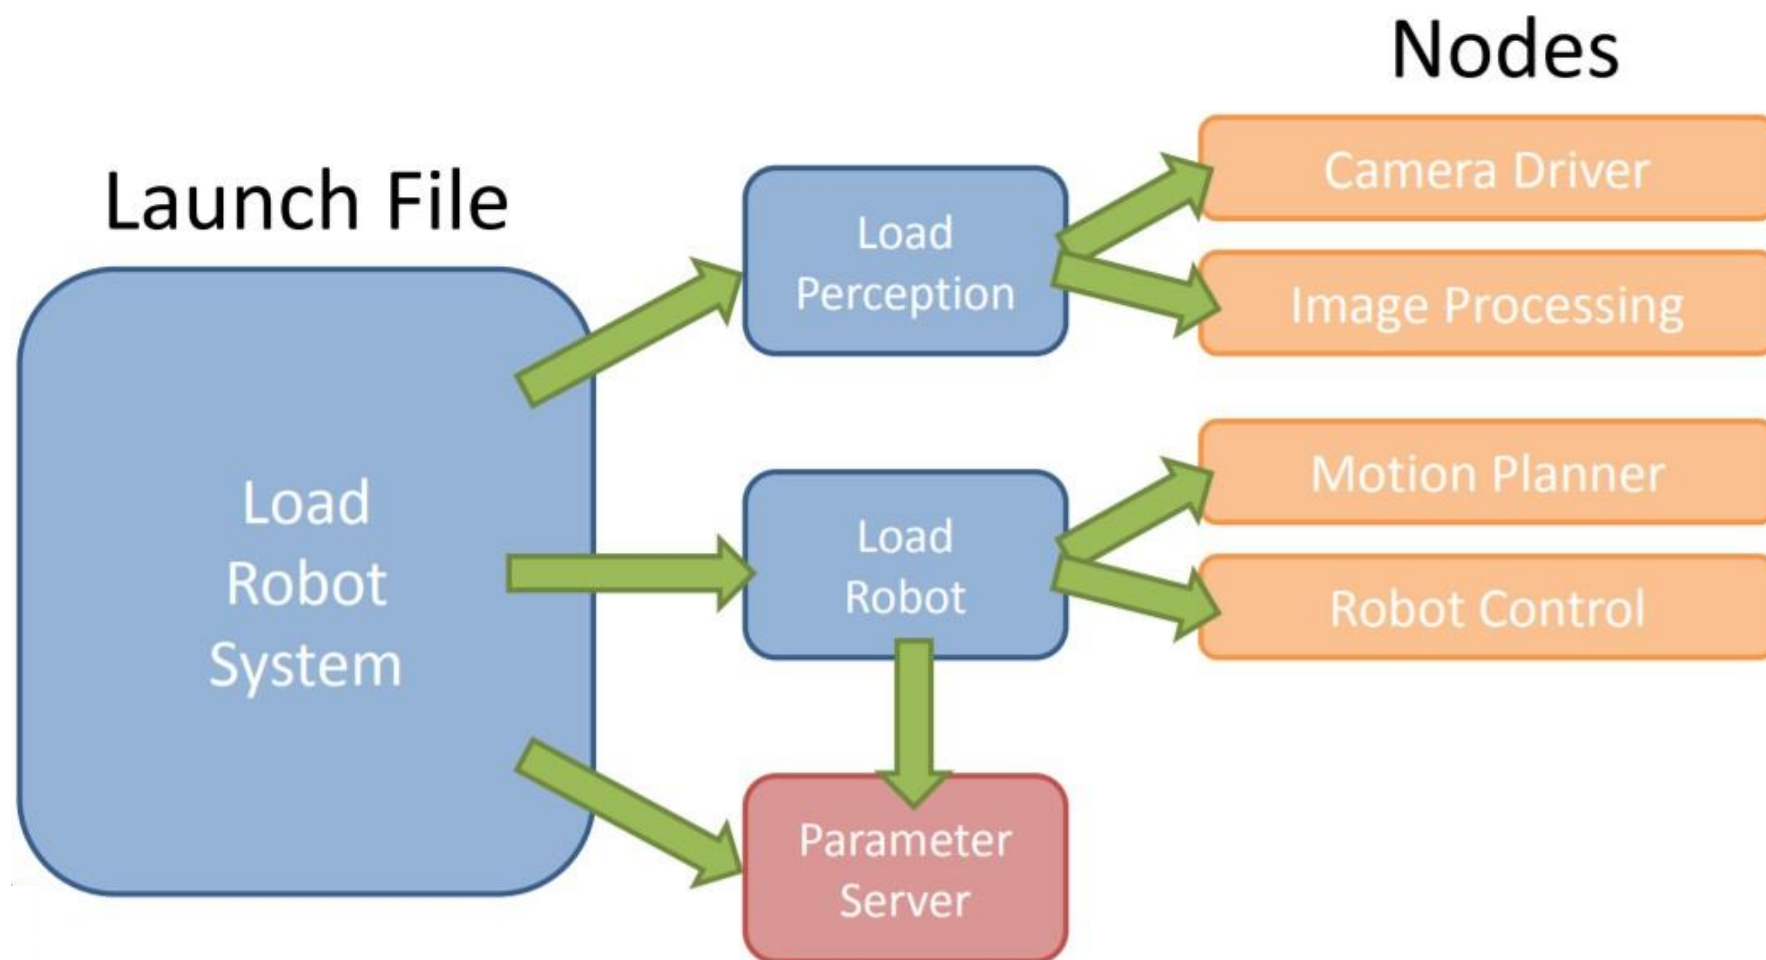 Nodes
Launch File
Camera Driver
Load
Perception
Image Processing
Load
Robot
System
Motion Planner
Load
Robot
Robot Control
Parameter
Server